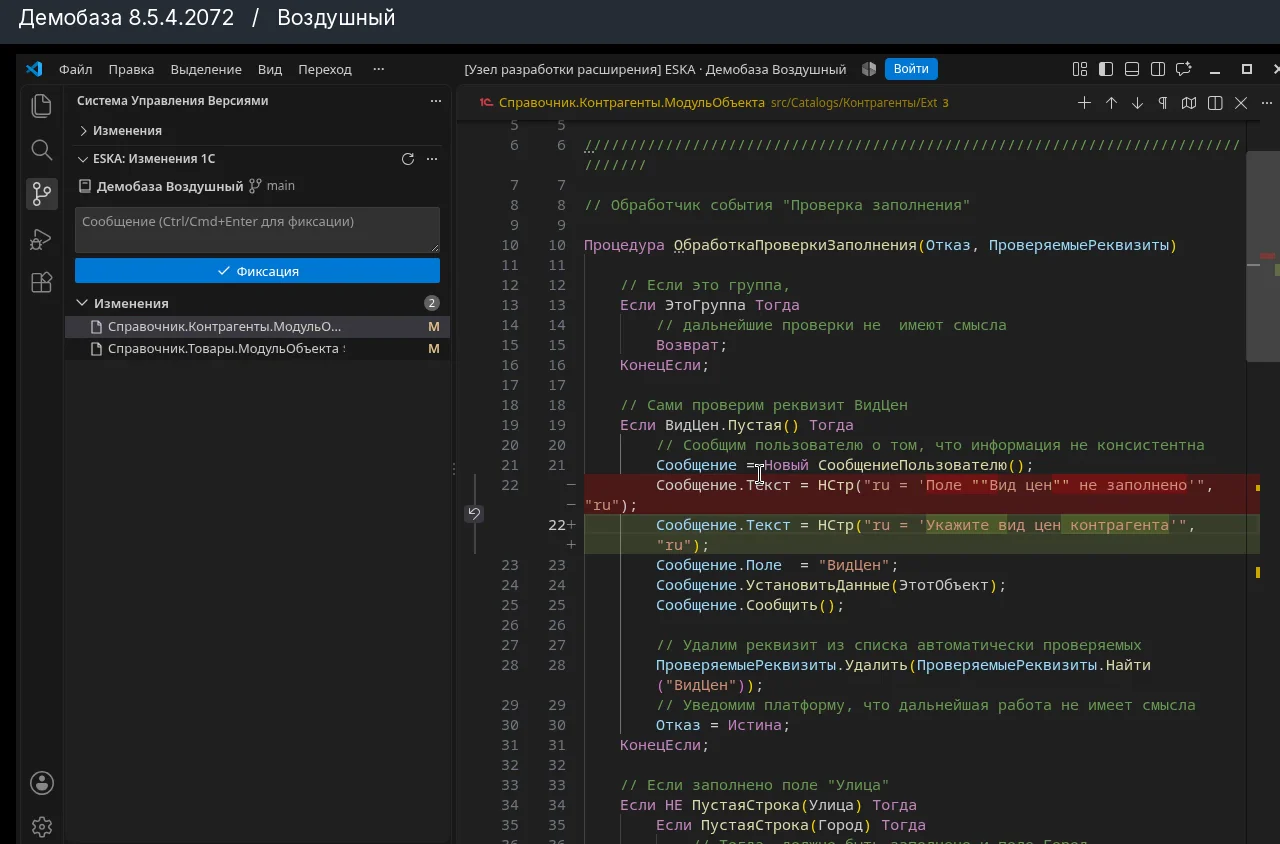 Демобаза 8.5.4.2072 / Воздушный
Файл Правка Выделение Вид Переход ··· [Узел разработки расширения] ESKA · Демобаза Воздушный Войти
Система Управления Версиями ···
Изменения
ESKA: Изменения 1С ···
Демобаза Воздушный main
Сообщение (Ctrl/Cmd+Enter для фиксации)
Фиксация
Изменения 2
Справочник.Контрагенты.МодульО... M
Справочник.Товары.МодульОбъекта M
1С Справочник.Контрагенты.МодульОбъекта src/Catalogs/Контрагенты/Ext 3
5 5
6 6 /////////////////////////////////////////////////////////////////////////
///////
7 7
8 8 // Обработчик события "Проверка заполнения"
9 9
10 10 Процедура ОбработкаПроверкиЗаполнения(Отказ, ПроверяемыеРеквизиты)
11 11
12 12 // Если это группа,
13 13 Если ЭтоГруппа Тогда
14 14 // дальнейшие проверки не  имеют смысла
15 15 Возврат;
16 16 КонецЕсли;
17 17
18 18 // Сами проверим реквизит ВидЦен
19 19 Если ВидЦен.Пустая() Тогда
20 20 // Сообщим пользователю о том, что информация не консистентна
21 21 Сообщение = Новый СообщениеПользователю();
22 − Сообщение.Текст = НСтр("ru = 'Поле ""Вид цен"" не заполнено'",
− "ru");
22+ Сообщение.Текст = НСтр("ru = 'Укажите вид цен контрагента'",
+ "ru");
23 23 Сообщение.Поле  = "ВидЦен";
24 24 Сообщение.УстановитьДанные(ЭтотОбъект);
25 25 Сообщение.Сообщить();
26 26
27 27 // Удалим реквизит из списка автоматически проверяемых
28 28 ПроверяемыеРеквизиты.Удалить(ПроверяемыеРеквизиты.Найти
("ВидЦен"));
29 29 // Уведомим платформу, что дальнейшая работа не имеет смысла
30 30 Отказ = Истина;
31 31 КонецЕсли;
32 32
33 33 // Если заполнено поле "Улица"
34 34 Если НЕ ПустаяСтрока(Улица) Тогда
35 35 Если ПустаяСтрока(Город) Тогда
36 36 // Тогда, должно быть заполнено и поле Город